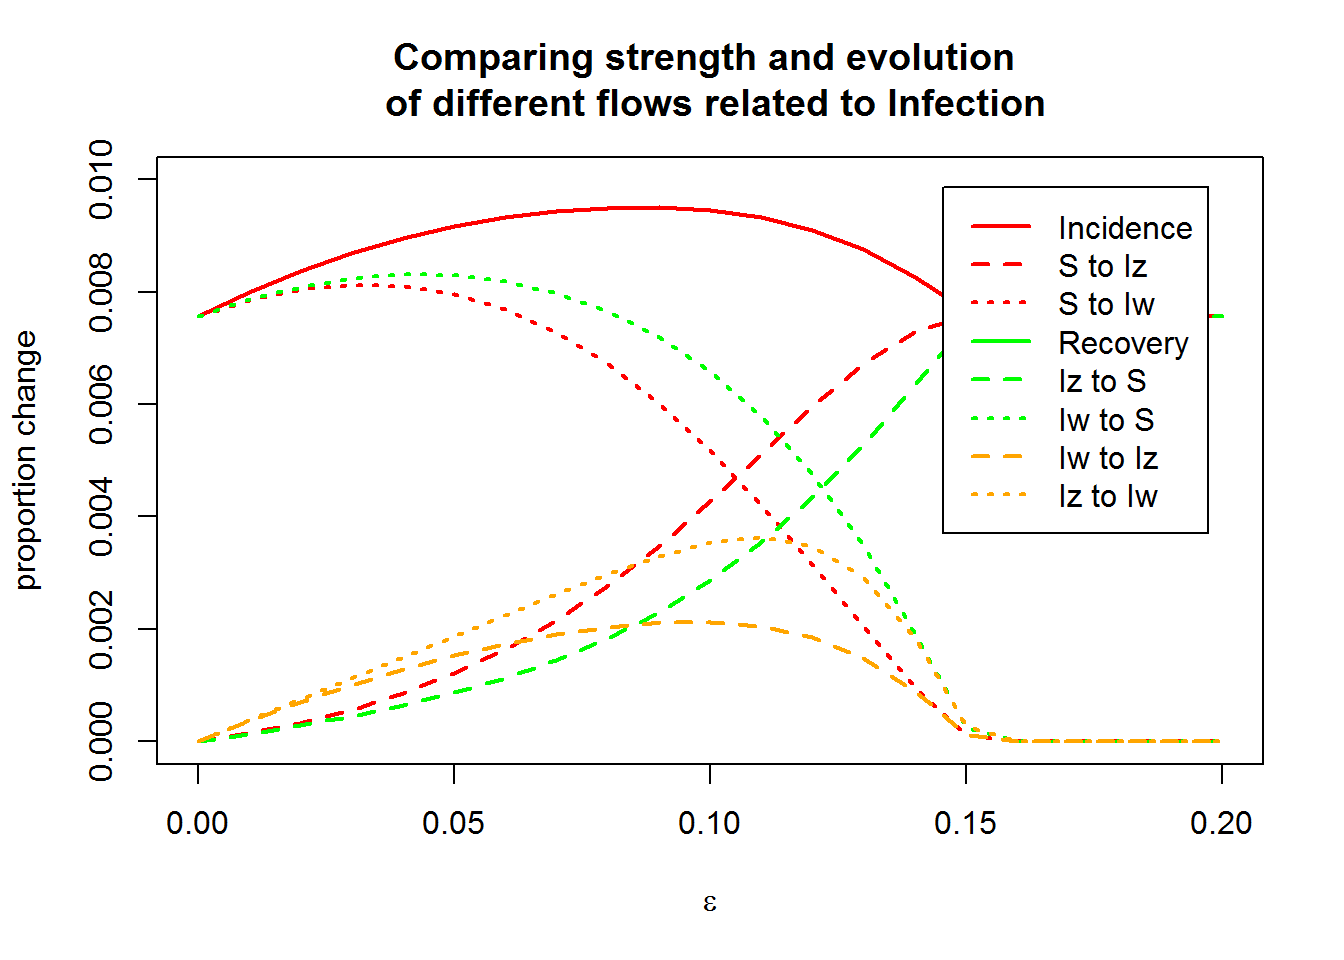 Comparing strength and evolution
of different flows related to Infection
proportion change
0.010
0.008
0.006
0.004
0.002
0.000
Incidence
S to Iz
S to Iw
Recovery
Iz to S
Iw to S
Iw to Iz
Iz to Iw
0.00 0.05 0.10 0.15 0.20
ε